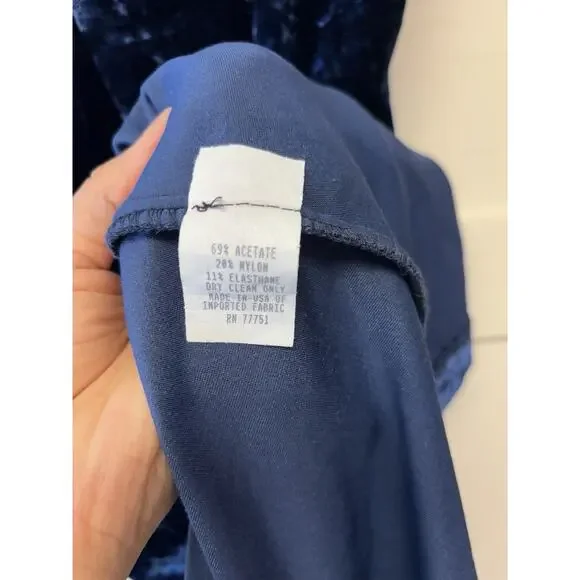 69% ACETATE
20% NYLON
11% ELASTHANE
DRY CLEAN ONLY
MADE IN USA OF
IMPORTED FABRIC
RN 77751